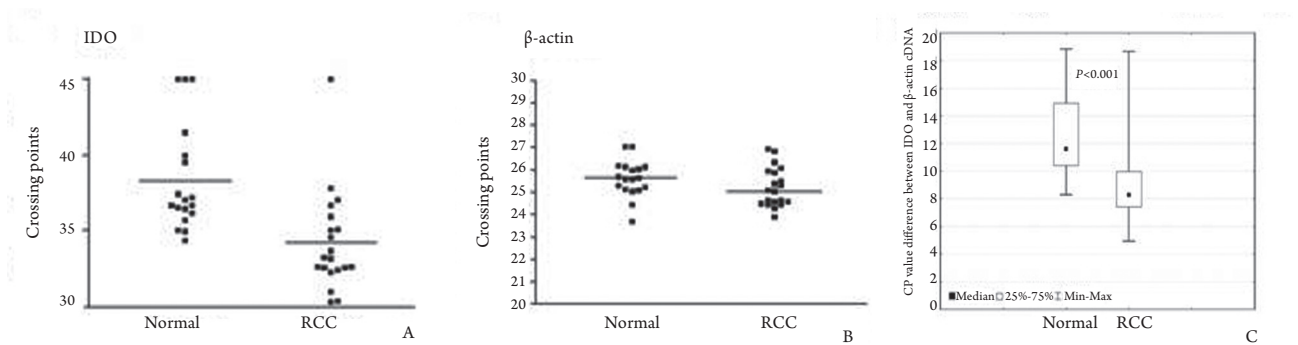 IDO
Crossing points
45
40
35
30
Normal RCC
A
β-actin
Crossing points
30
29
28
27
26
25
24
23
22
21
20
Normal RCC
B
CP value difference between IDO and β-actin cDNA
20
18
16
14
12
10
8
6
4
2
0
P<0.001
Median 25%-75% Min-Max
Normal RCC
C